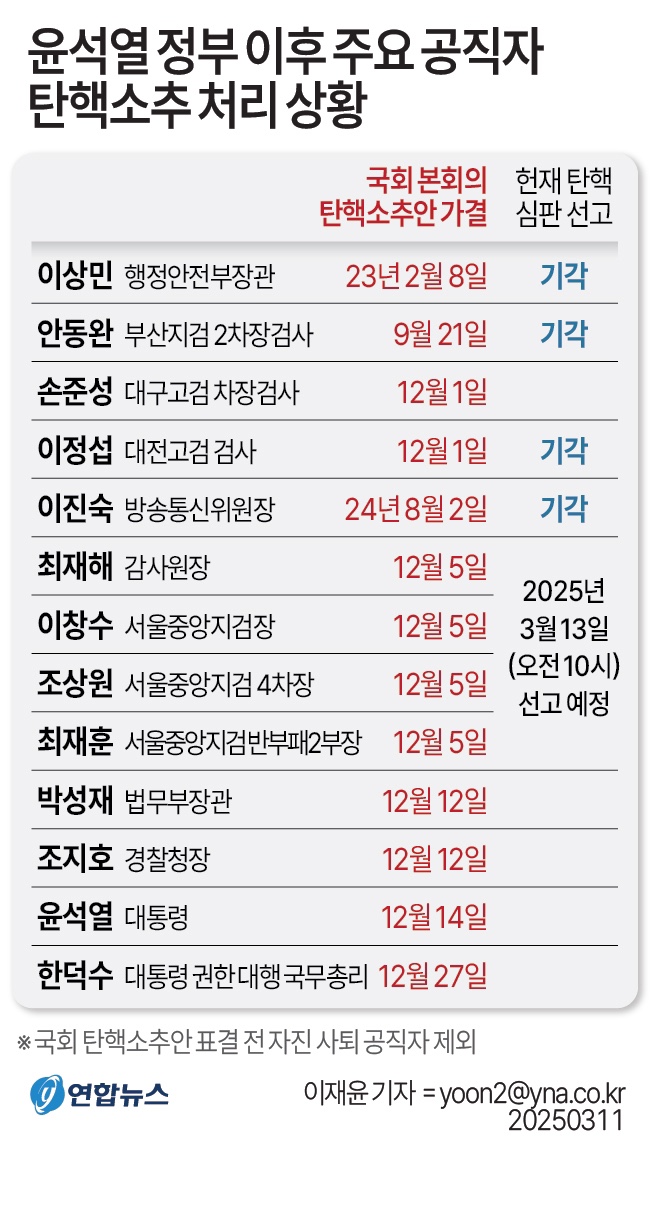 윤석열 정부 이후 주요 공직자
탄핵소추 처리 상황
국회 본회의
탄핵소추안 가결
헌재 탄핵
심판 선고
이상민 행정안전부장관 23년 2월 8일 기각
안동완 부산지검 2차장검사 9월 21일 기각
손준성 대구고검 차장검사 12월 1일
이정섭 대전고검 검사 12월 1일 기각
이진숙 방송통신위원장 24년 8월 2일 기각
최재해 감사원장 12월 5일
이창수 서울중앙지검장 12월 5일
조상원 서울중앙지검 4차장 12월 5일
최재훈 서울중앙지검 반부패2부장 12월 5일
2025년
3월 13일
(오전 10시)
선고 예정
박성재 법무부장관 12월 12일
조지호 경찰청장 12월 12일
윤석열 대통령 12월 14일
한덕수 대통령 권한 대행 국무총리 12월 27일
※ 국회 탄핵소추안 표결 전 자진 사퇴 공직자 제외
y 연합뉴스
이재윤 기자 = yoon2@yna.co.kr
20250311